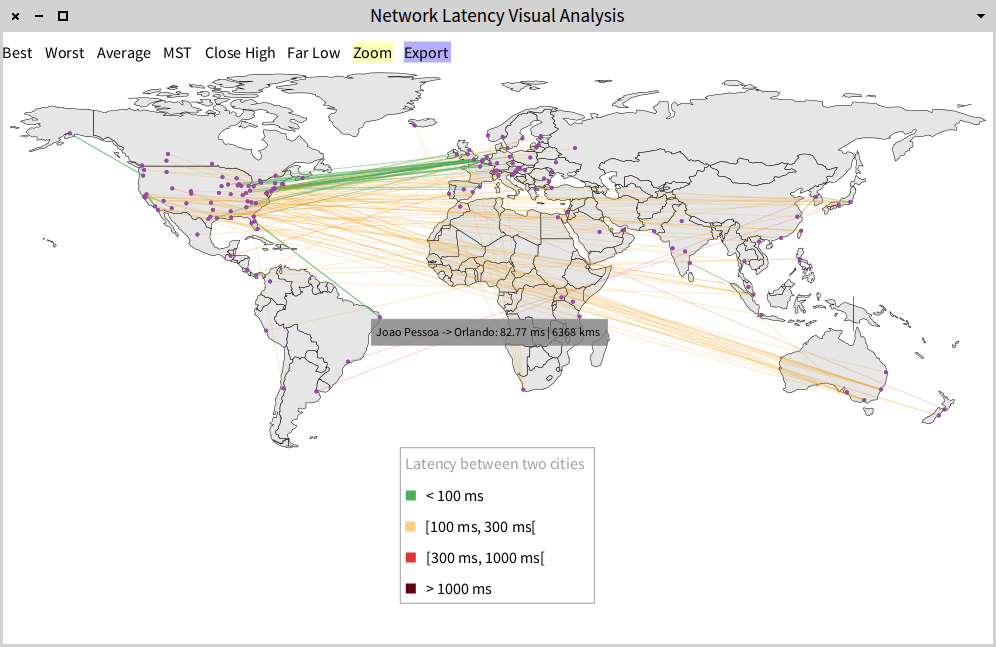 Network Latency Visual Analysis
Best Worst Average MST Close High Far Low Zoom Export
Joao Pessoa -> Orlando: 82.77 ms | 6368 kms
Latency between two cities
< 100 ms
[100 ms, 300 ms[
[300 ms, 1000 ms[
> 1000 ms